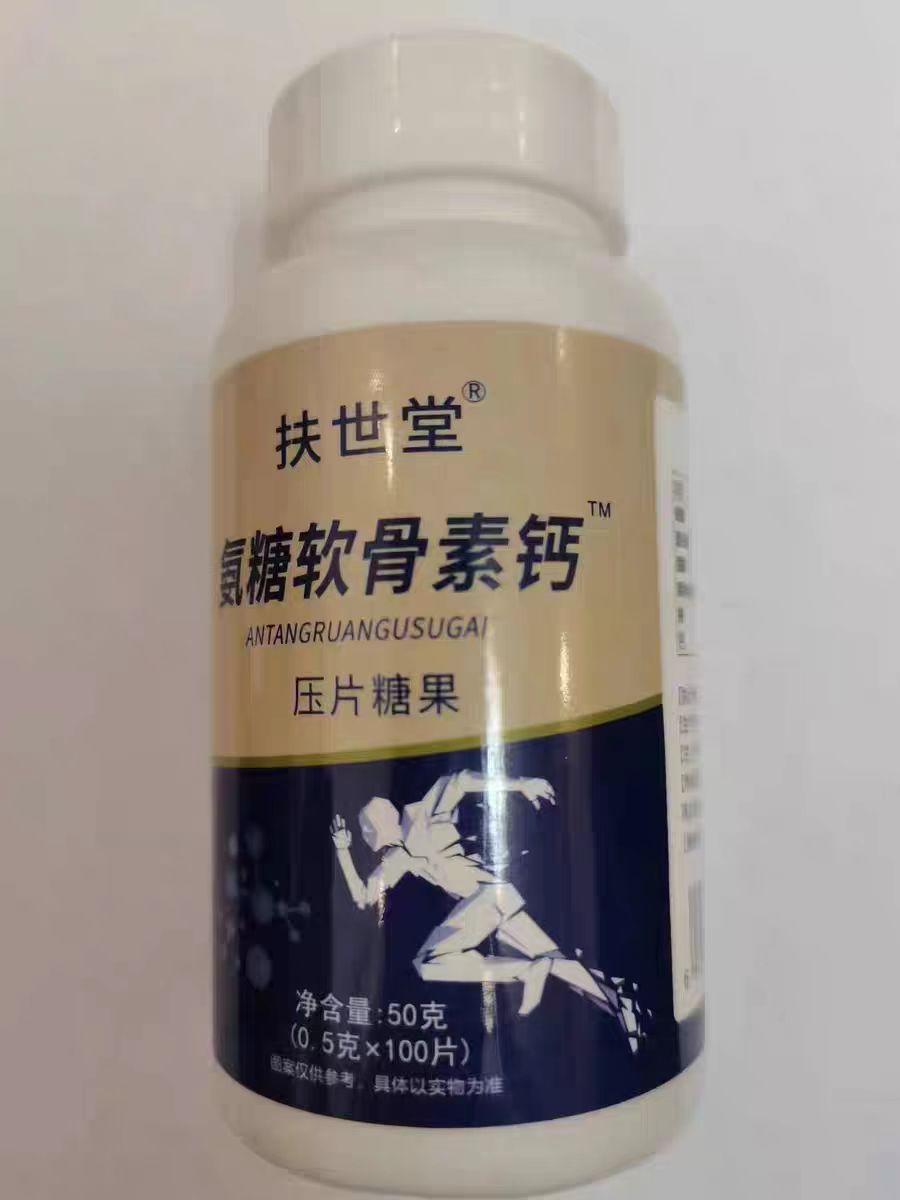 扶世堂®
氨糖软骨素钙™
ANTANGRUANGUSUGAI
压片糖果
净含量:50克
(0.5克×100片)
图案仅供参考,具体以实物为准
6